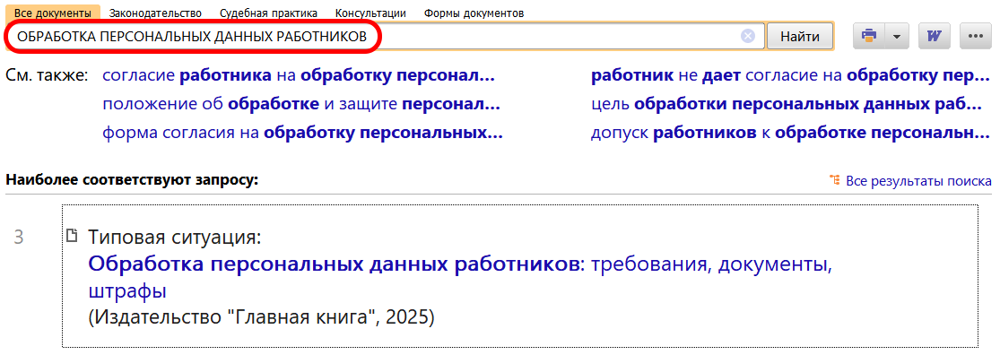 Все документы Законодательство Судебная практика Консультации Формы документов
ОБРАБОТКА ПЕРСОНАЛЬНЫХ ДАННЫХ РАБОТНИКОВ Найти W
См. также: согласие работника на обработку персонал... работник не дает согласие на обработку пер...
положение об обработке и защите персонал... цель обработки персональных данных раб...
форма согласия на обработку персональных... допуск работников к обработке персональн...
Наиболее соответствуют запросу: Все результаты поиска
3 Типовая ситуация:
Обработка персональных данных работников: требования, документы,
штрафы
(Издательство "Главная книга", 2025)